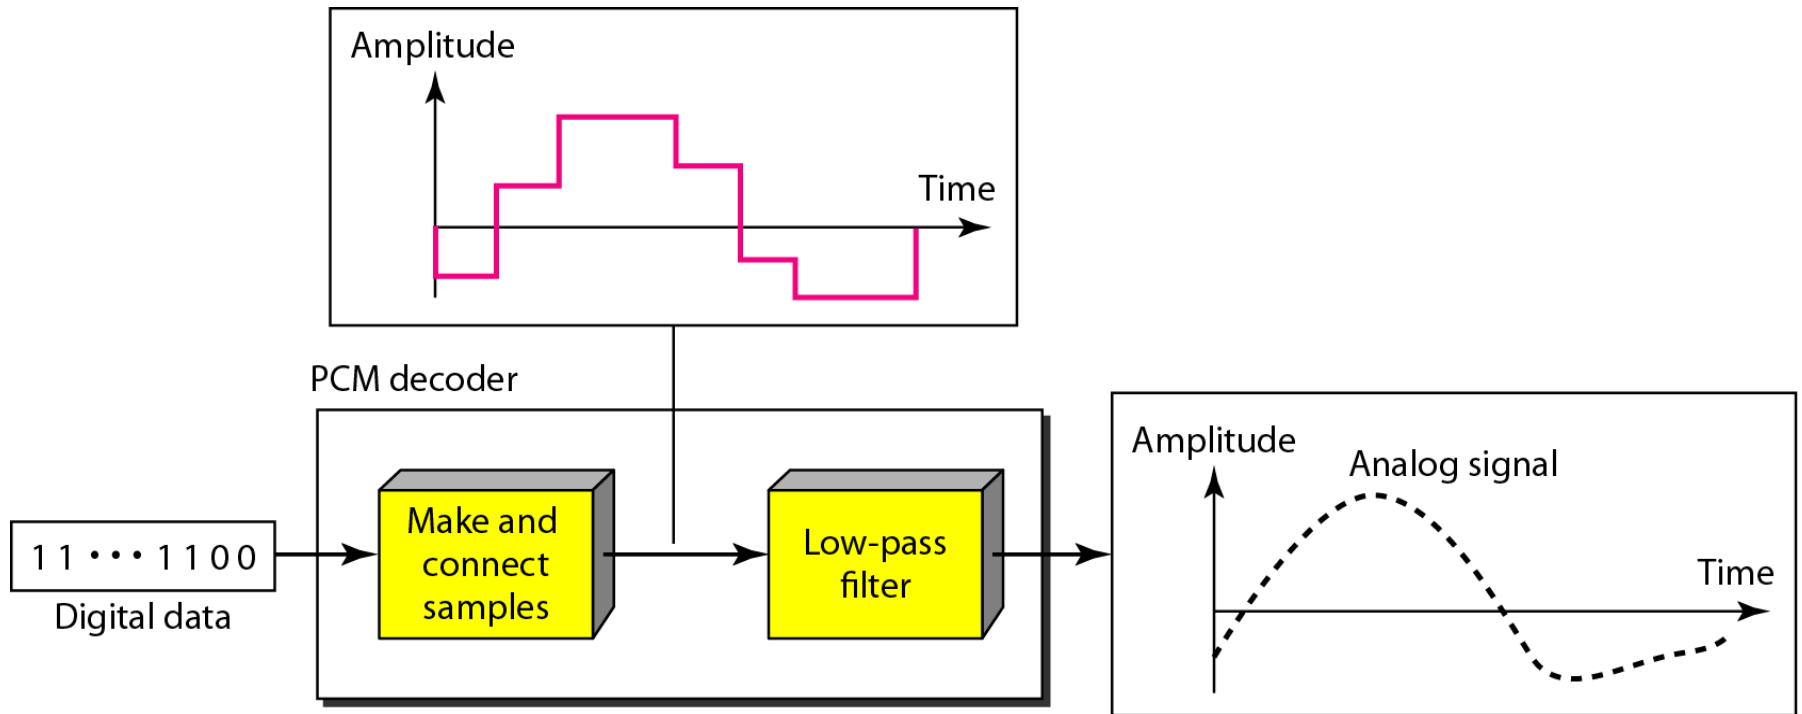 Amplitude
Time
PCM decoder
Make and
connect
samples
Low-pass
filter
11•••1100
Digital data
Amplitude
Analog signal
Time